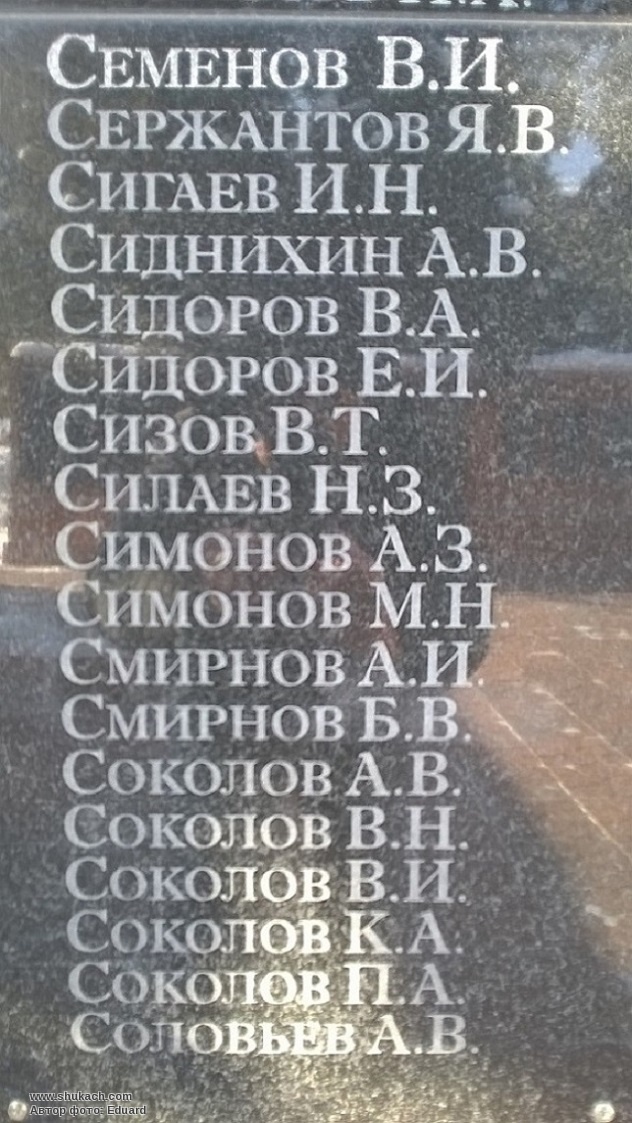 Семенов В.И.
Сержантов Я.В.
Сигаев И.Н.
Сиднихин А.В.
Сидоров В.А.
Сидоров Е.И.
Сизов В.Т.
Силаев Н.З.
Симонов А.З.
Симонов М.Н.
Смирнов А.И.
Смирнов Б.В.
Соколов А.В.
Соколов В.Н.
Соколов В.И.
Соколов К.А.
Соколов П.А.
Соловьев А.В.
www.shukach.com
Автор фото: Eduard